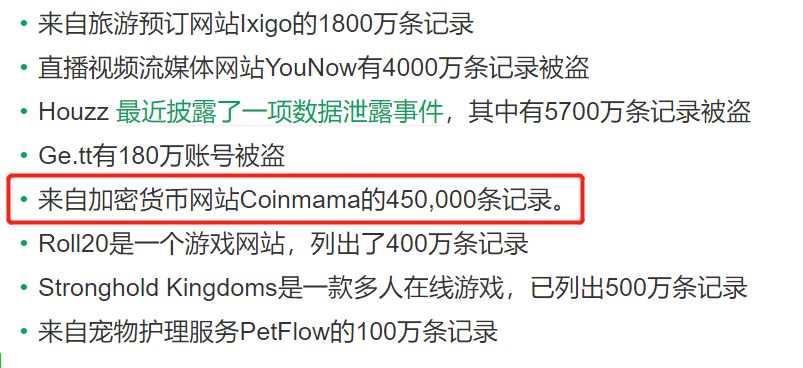 • 来自旅游预订网站Ixigo的1800万条记录
• 直播视频流媒体网站YouNow有4000万条记录被盗
• Houzz 最近披露了一项数据泄露事件，其中有5700万条记录被盗
• Ge.tt有180万账号被盗
• 来自加密货币网站Coinmama的450,000条记录。
• Roll20是一个游戏网站，列出了400万条记录
• Stronghold Kingdoms是一款多人在线游戏，已列出500万条记录
• 来自宠物护理服务PetFlow的100万条记录